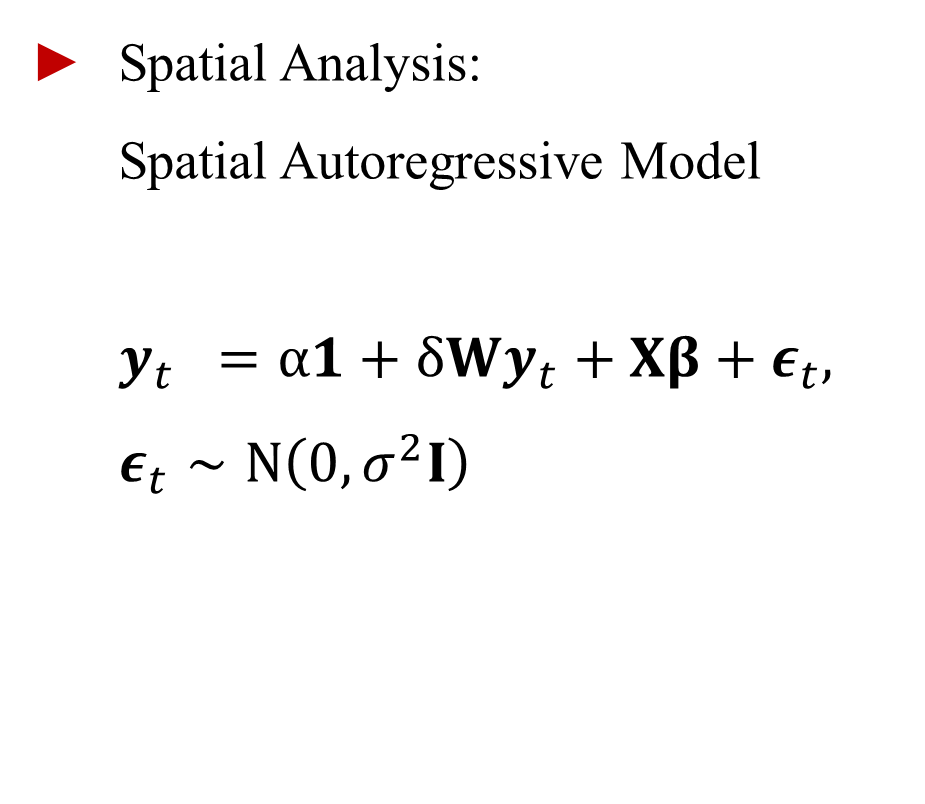 ► Spatial Analysis:
Spatial Autoregressive Model
𝒚ₜ = α𝟏 + δ𝐖𝒚ₜ + 𝐗𝛃 + 𝝐ₜ,
𝝐ₜ ~ N(0, σ²𝐈)